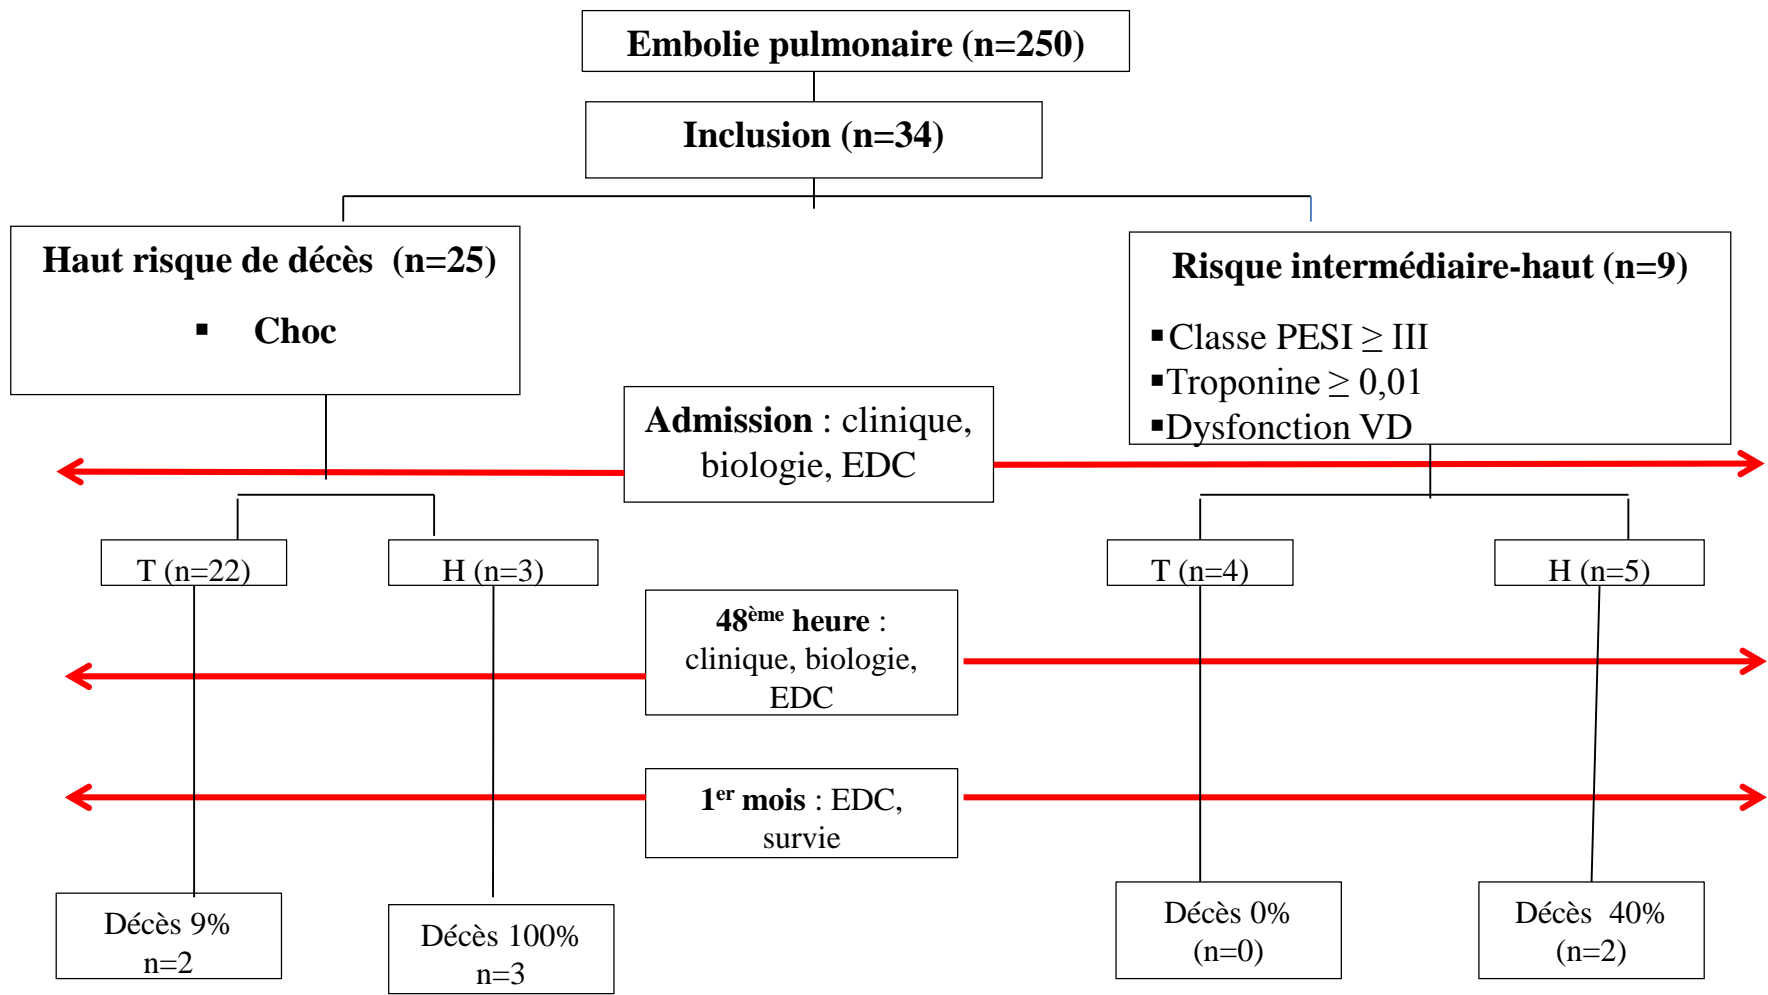 Embolie pulmonaire (n=250)
Inclusion (n=34)
Haut risque de décès (n=25)
▪ Choc
Risque intermédiaire-haut (n=9)
▪Classe PESI ≥ III
▪Troponine ≥ 0,01
▪Dysfonction VD
Admission : clinique,
biologie, EDC
T (n=22)
H (n=3)
T (n=4)
H (n=5)
48ème heure :
clinique, biologie,
EDC
1er mois : EDC,
survie
Décès 9%
n=2
Décès 100%
n=3
Décès 0%
(n=0)
Décès 40%
(n=2)